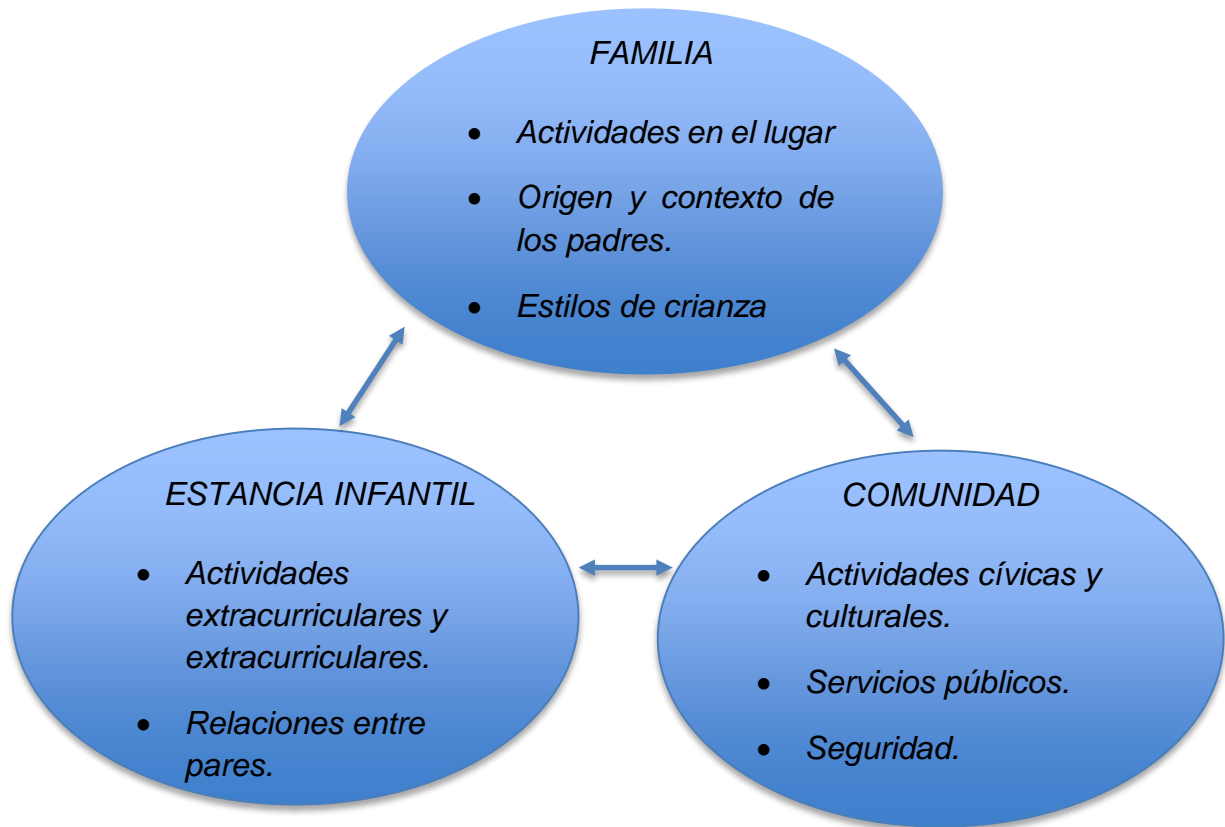 FAMILIA
• Actividades en el lugar
• Origen y contexto de
los padres.
• Estilos de crianza
ESTANCIA INFANTIL
• Actividades
extracurriculares y
extracurriculares.
• Relaciones entre
pares.
COMUNIDAD
• Actividades cívicas y
culturales.
• Servicios públicos.
• Seguridad.